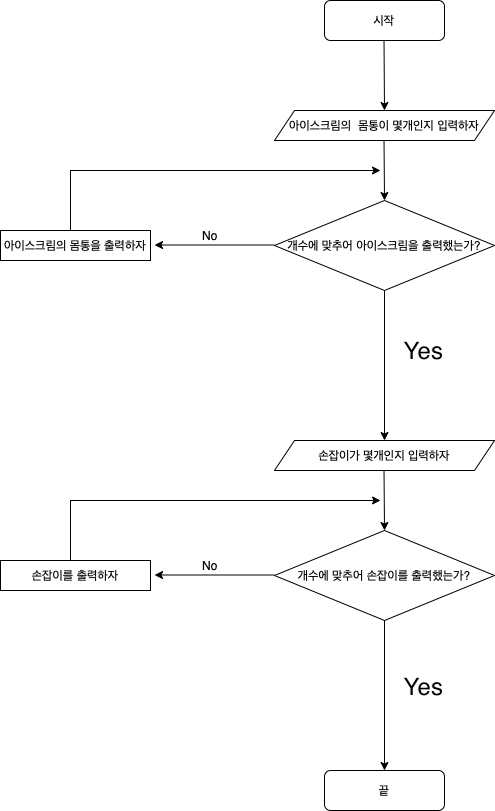 시작
아이스크림의 몸통이 몇개인지 입력하자
개수에 맞추어 아이스크림을 출력했는가?
No
아이스크림의 몸통을 출력하자
Yes
손잡이가 몇개인지 입력하자
개수에 맞추어 손잡이를 출력했는가?
No
손잡이를 출력하자
Yes
끝